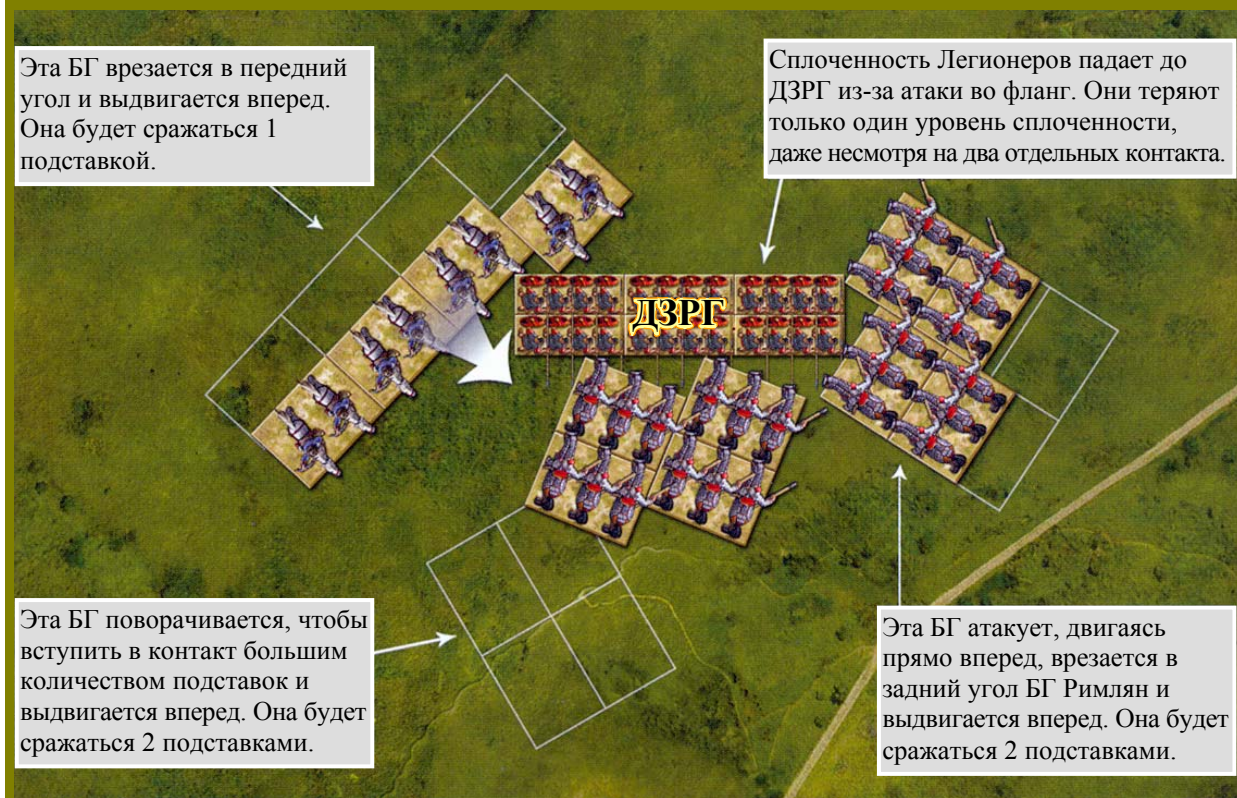 Эта БГ врезается в передний
угол и выдвигается вперед.
Она будет сражаться 1
подставкой.
Сплоченность Легионеров падает до
ДЗРГ из-за атаки во фланг. Они теряют
только один уровень сплоченности,
даже несмотря на два отдельных контакта.
ДЗРГ
Эта БГ поворачивается, чтобы
вступить в контакт большим
количеством подставок и
выдвигается вперед. Она будет
сражаться 2 подставками.
Эта БГ атакует, двигаясь
прямо вперед, врезается в
задний угол БГ Римлян и
выдвигается вперед. Она будет
сражаться 2 подставками.